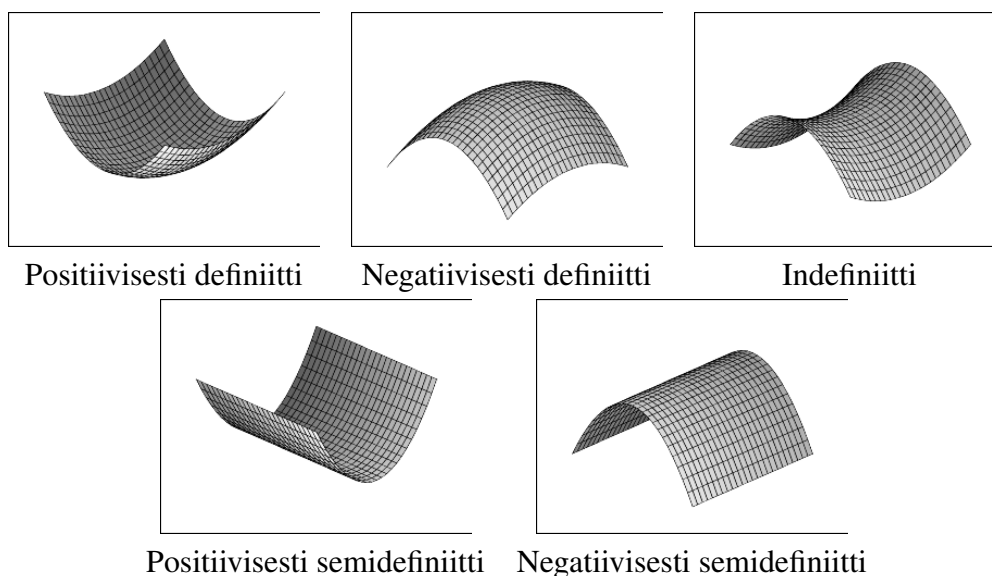 Positiivisesti definiitti
Negatiivisesti definiitti
Indefiniitti
Positiivisesti semidefiniitti
Negatiivisesti semidefiniitti